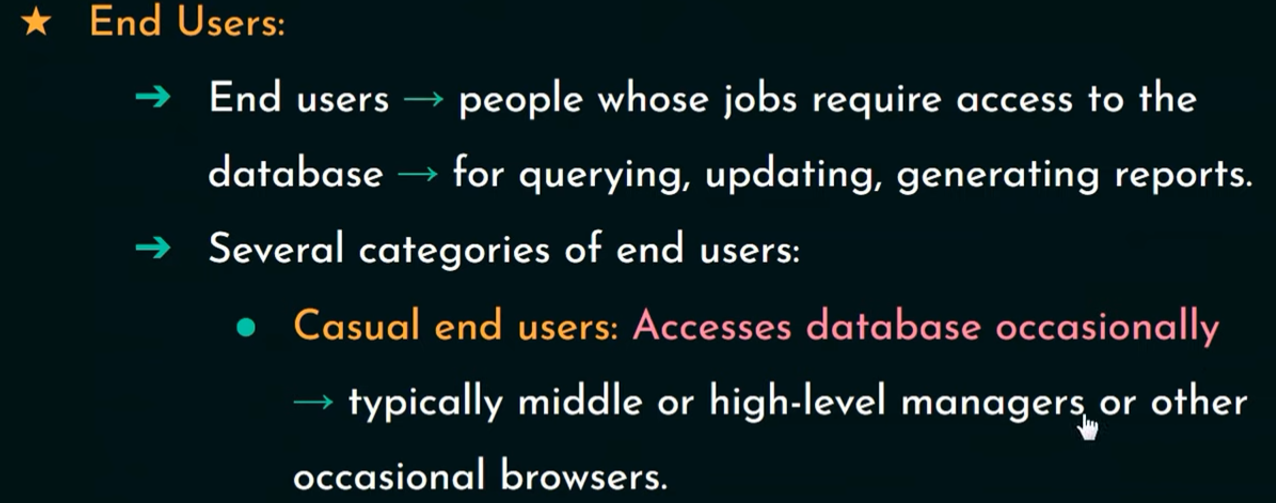 ★ End Users:
➔ End users → people whose jobs require access to the
database → for querying, updating, generating reports.
➔ Several categories of end users:
● Casual end users: Accesses database occasionally
→ typically middle or high-level managers or other
occasional browsers.